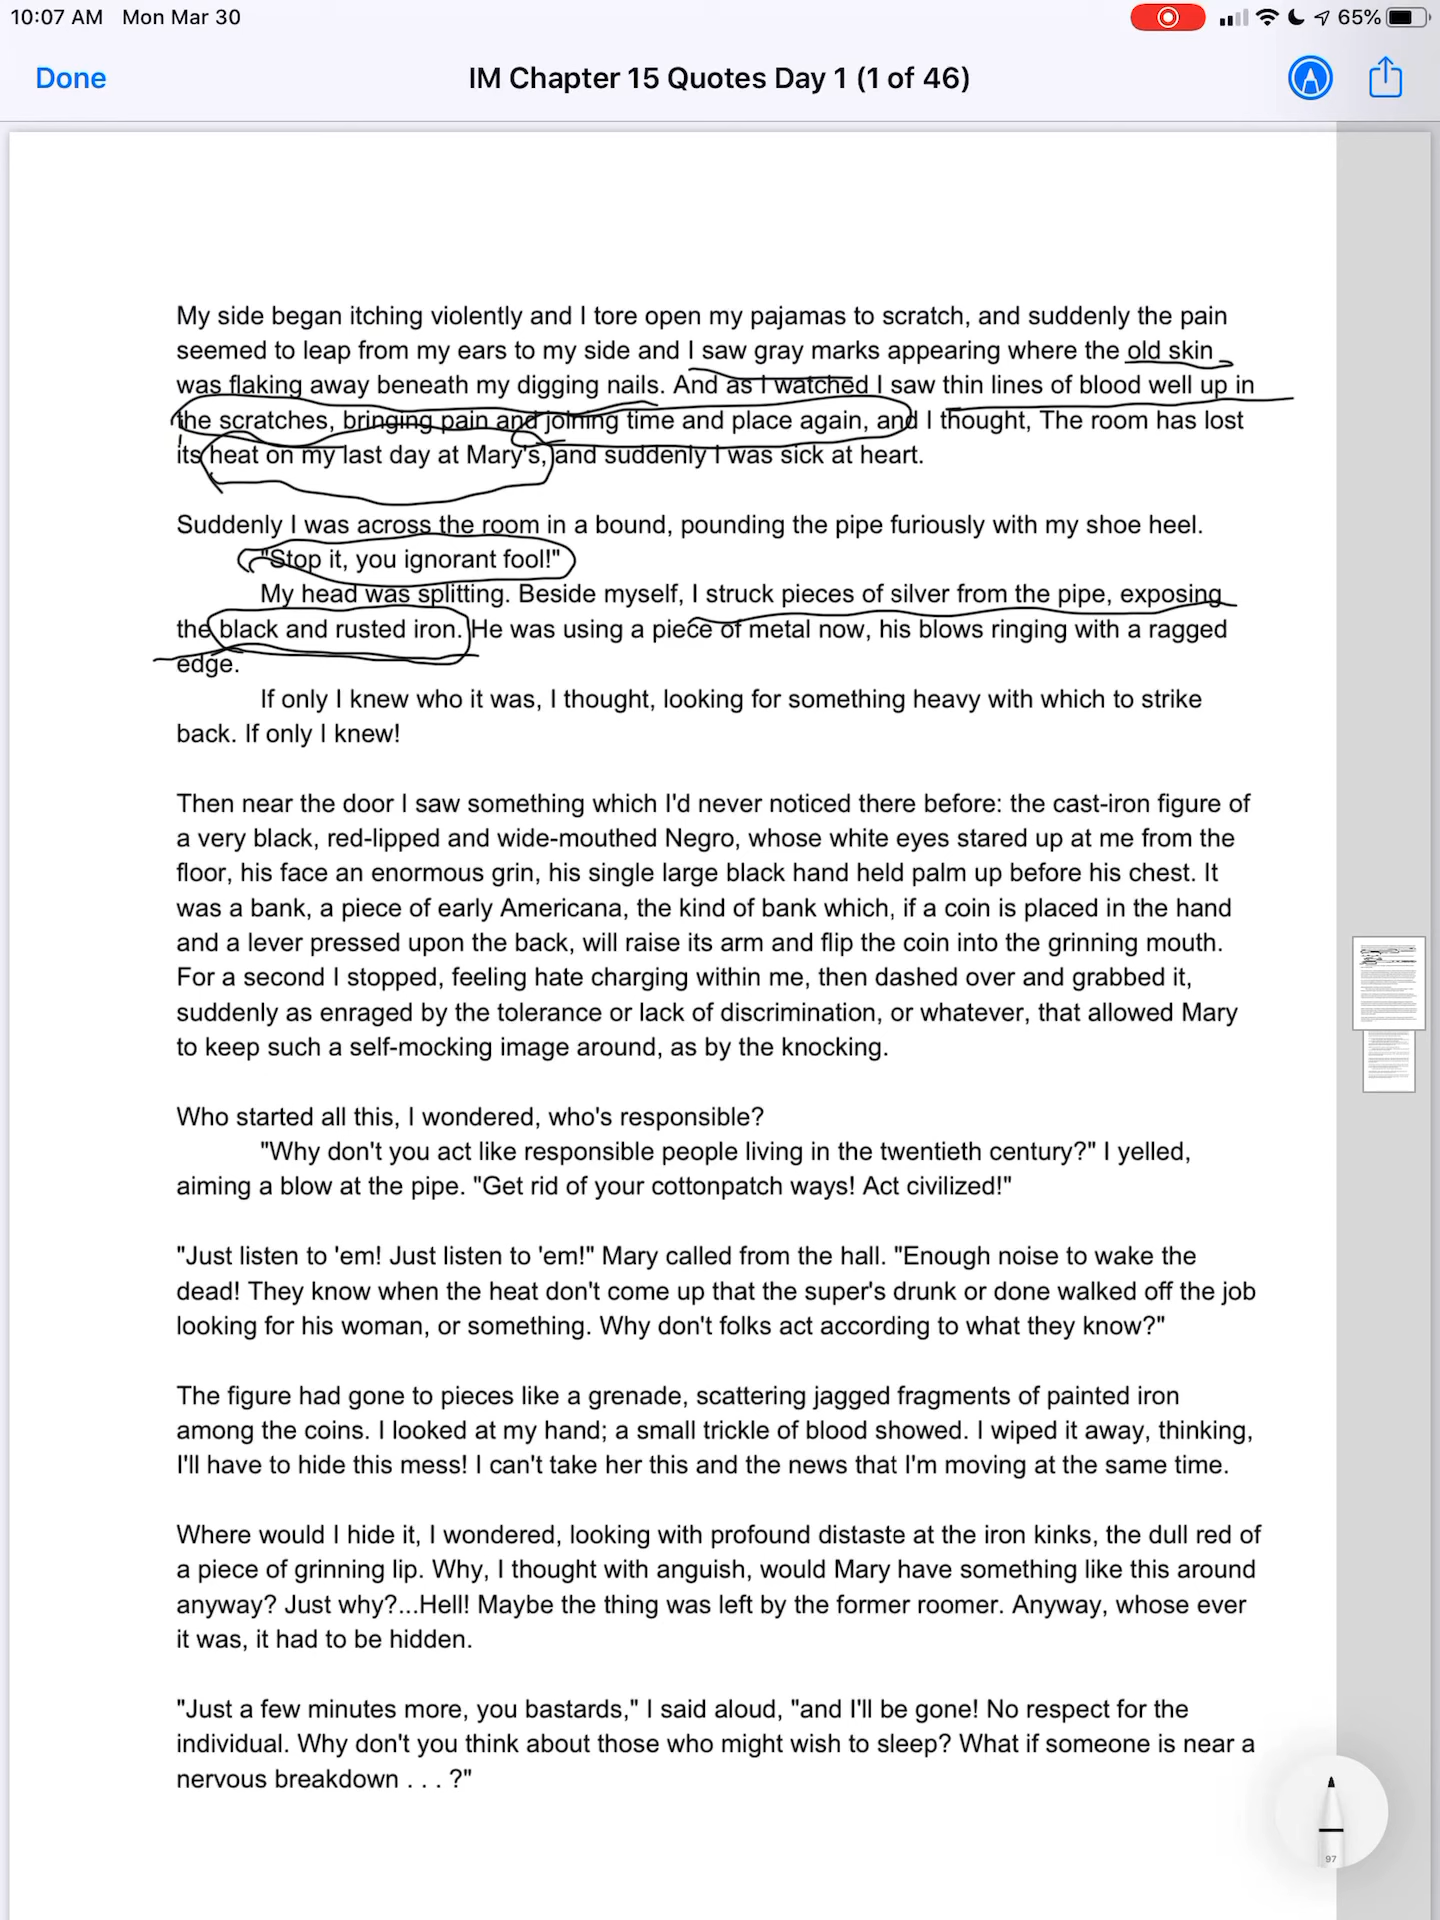 10:07 AM Mon Mar 30
65%
Done
IM Chapter 15 Quotes Day 1 (1 of 46)
My side began itching violently and I tore open my pajamas to scratch, and suddenly the pain
seemed to leap from my ears to my side and I saw gray marks appearing where the old skin
was flaking away beneath my digging nails. And as I watched I saw thin lines of blood well up in
the scratches, bringing pain and joining time and place again, and I thought, The room has lost
its heat on my last day at Mary's, and suddenly I was sick at heart.
Suddenly I was across the room in a bound, pounding the pipe furiously with my shoe heel.
"Stop it, you ignorant fool!"
My head was splitting. Beside myself, I struck pieces of silver from the pipe, exposing
the black and rusted iron. He was using a piece of metal now, his blows ringing with a ragged
edge.
If only I knew who it was, I thought, looking for something heavy with which to strike
back. If only I knew!
Then near the door I saw something which I'd never noticed there before: the cast-iron figure of
a very black, red-lipped and wide-mouthed Negro, whose white eyes stared up at me from the
floor, his face an enormous grin, his single large black hand held palm up before his chest. It
was a bank, a piece of early Americana, the kind of bank which, if a coin is placed in the hand
and a lever pressed upon the back, will raise its arm and flip the coin into the grinning mouth.
For a second I stopped, feeling hate charging within me, then dashed over and grabbed it,
suddenly as enraged by the tolerance or lack of discrimination, or whatever, that allowed Mary
to keep such a self-mocking image around, as by the knocking.
Who started all this, I wondered, who's responsible?
"Why don't you act like responsible people living in the twentieth century?" I yelled,
aiming a blow at the pipe. "Get rid of your cottonpatch ways! Act civilized!"
"Just listen to 'em! Just listen to 'em!" Mary called from the hall. "Enough noise to wake the
dead! They know when the heat don't come up that the super's drunk or done walked off the job
looking for his woman, or something. Why don't folks act according to what they know?"
The figure had gone to pieces like a grenade, scattering jagged fragments of painted iron
among the coins. I looked at my hand; a small trickle of blood showed. I wiped it away, thinking,
I'll have to hide this mess! I can't take her this and the news that I'm moving at the same time.
Where would I hide it, I wondered, looking with profound distaste at the iron kinks, the dull red of
a piece of grinning lip. Why, I thought with anguish, would Mary have something like this around
anyway? Just why?...Hell! Maybe the thing was left by the former roomer. Anyway, whose ever
it was, it had to be hidden.
"Just a few minutes more, you bastards," I said aloud, "and I'll be gone! No respect for the
individual. Why don't you think about those who might wish to sleep? What if someone is near a
nervous breakdown . . . ?"
97